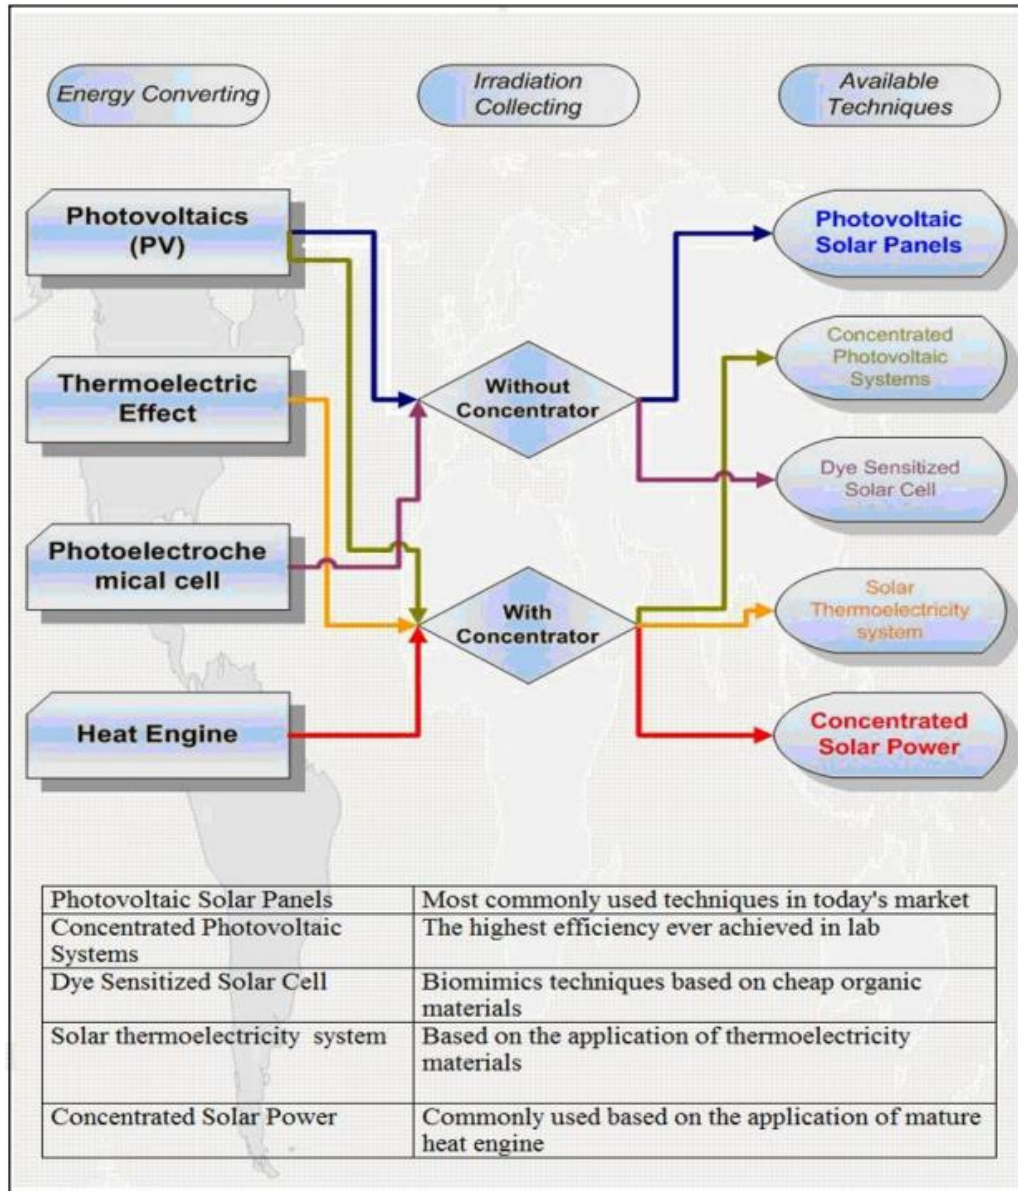 Energy Converting
Irradiation
Collecting
Available
Techniques
Photovoltaics
(PV)
Thermoelectric
Effect
Photoelectroche
mical cell
Heat Engine
Without
Concentrator
With
Concentrator
Photovoltaic
Solar Panels
Concentrated
Photovoltaic
Systems
Dye Sensitized
Solar Cell
Solar
Thermoelectricity
system
Concentrated
Solar Power
Photovoltaic Solar Panels
Most commonly used techniques in today's market
Concentrated Photovoltaic
Systems
The highest efficiency ever achieved in lab
Dye Sensitized Solar Cell
Biomimics techniques based on cheap organic
materials
Solar thermoelectricity system
Based on the application of thermoelectricity
materials
Concentrated Solar Power
Commonly used based on the application of mature
heat engine